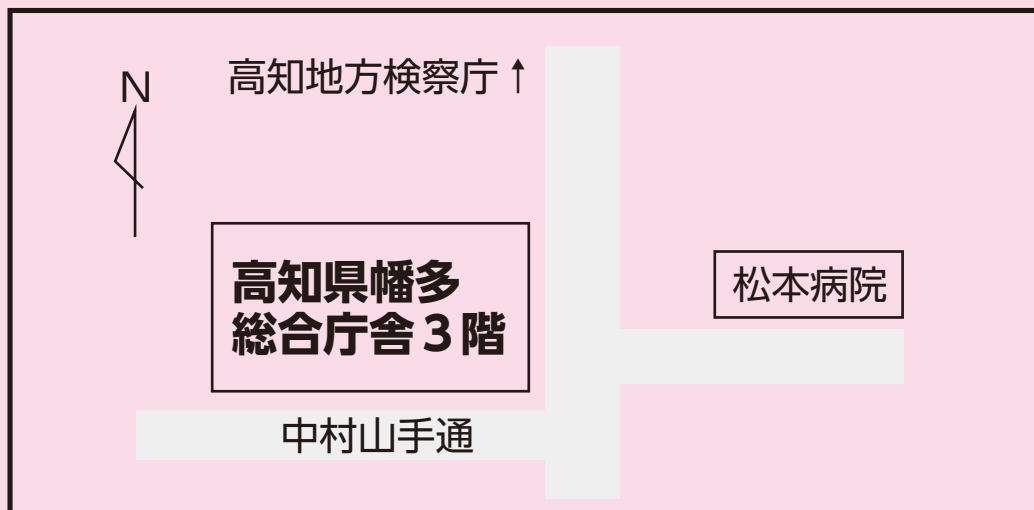 N
高知地方検察庁↑
高知県幡多
総合庁舎３階
松本病院
中村山手通